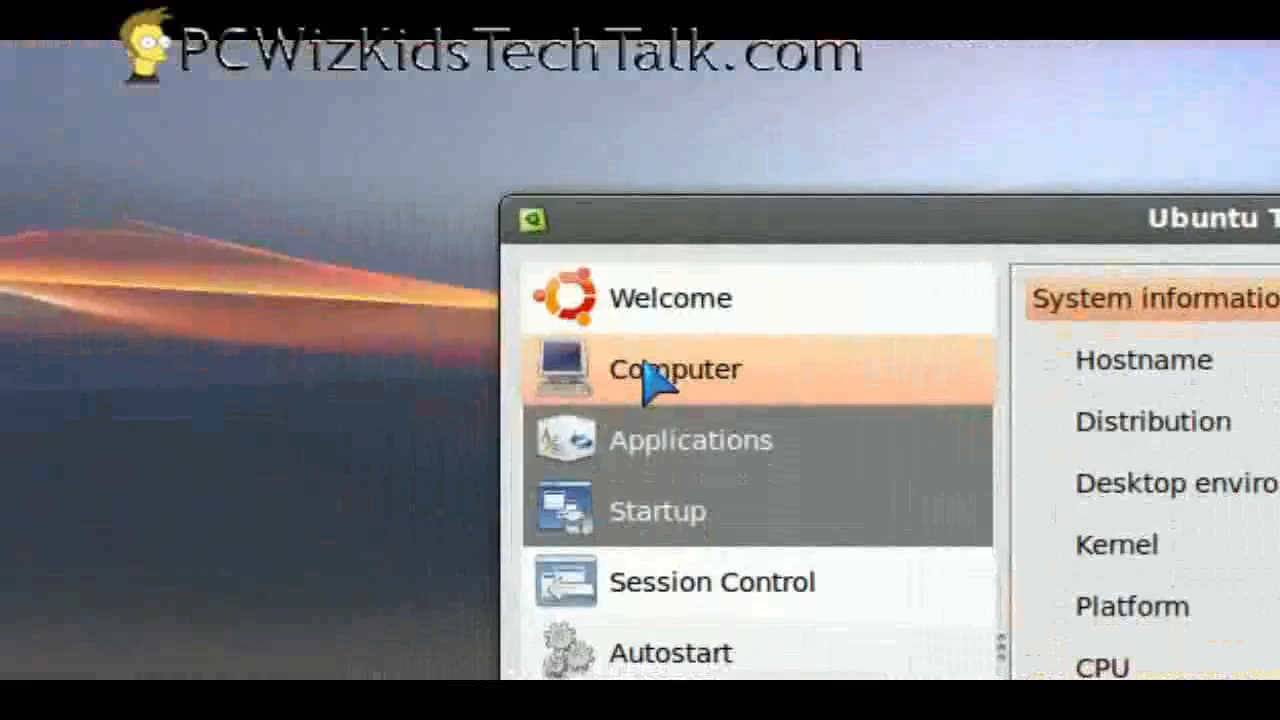 PCWizKidsTechTalk.com
Ubuntu T
Welcome
Computer
Applications
Startup
Session Control
Autostart
System informatio
Hostname
Distribution
Desktop enviro
Kernel
Platform
CPU